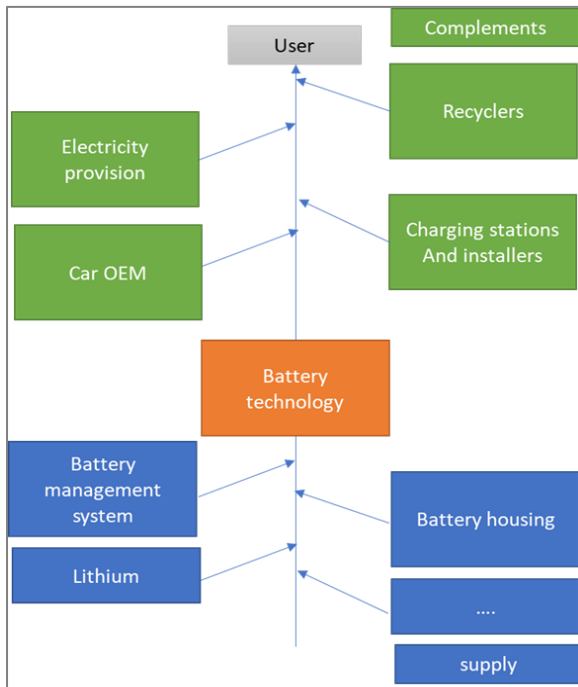 User
Complements
Recyclers
Electricity
provision
Charging stations
And installers
Car OEM
Battery
technology
Battery
management
system
Battery housing
Lithium
....
supply